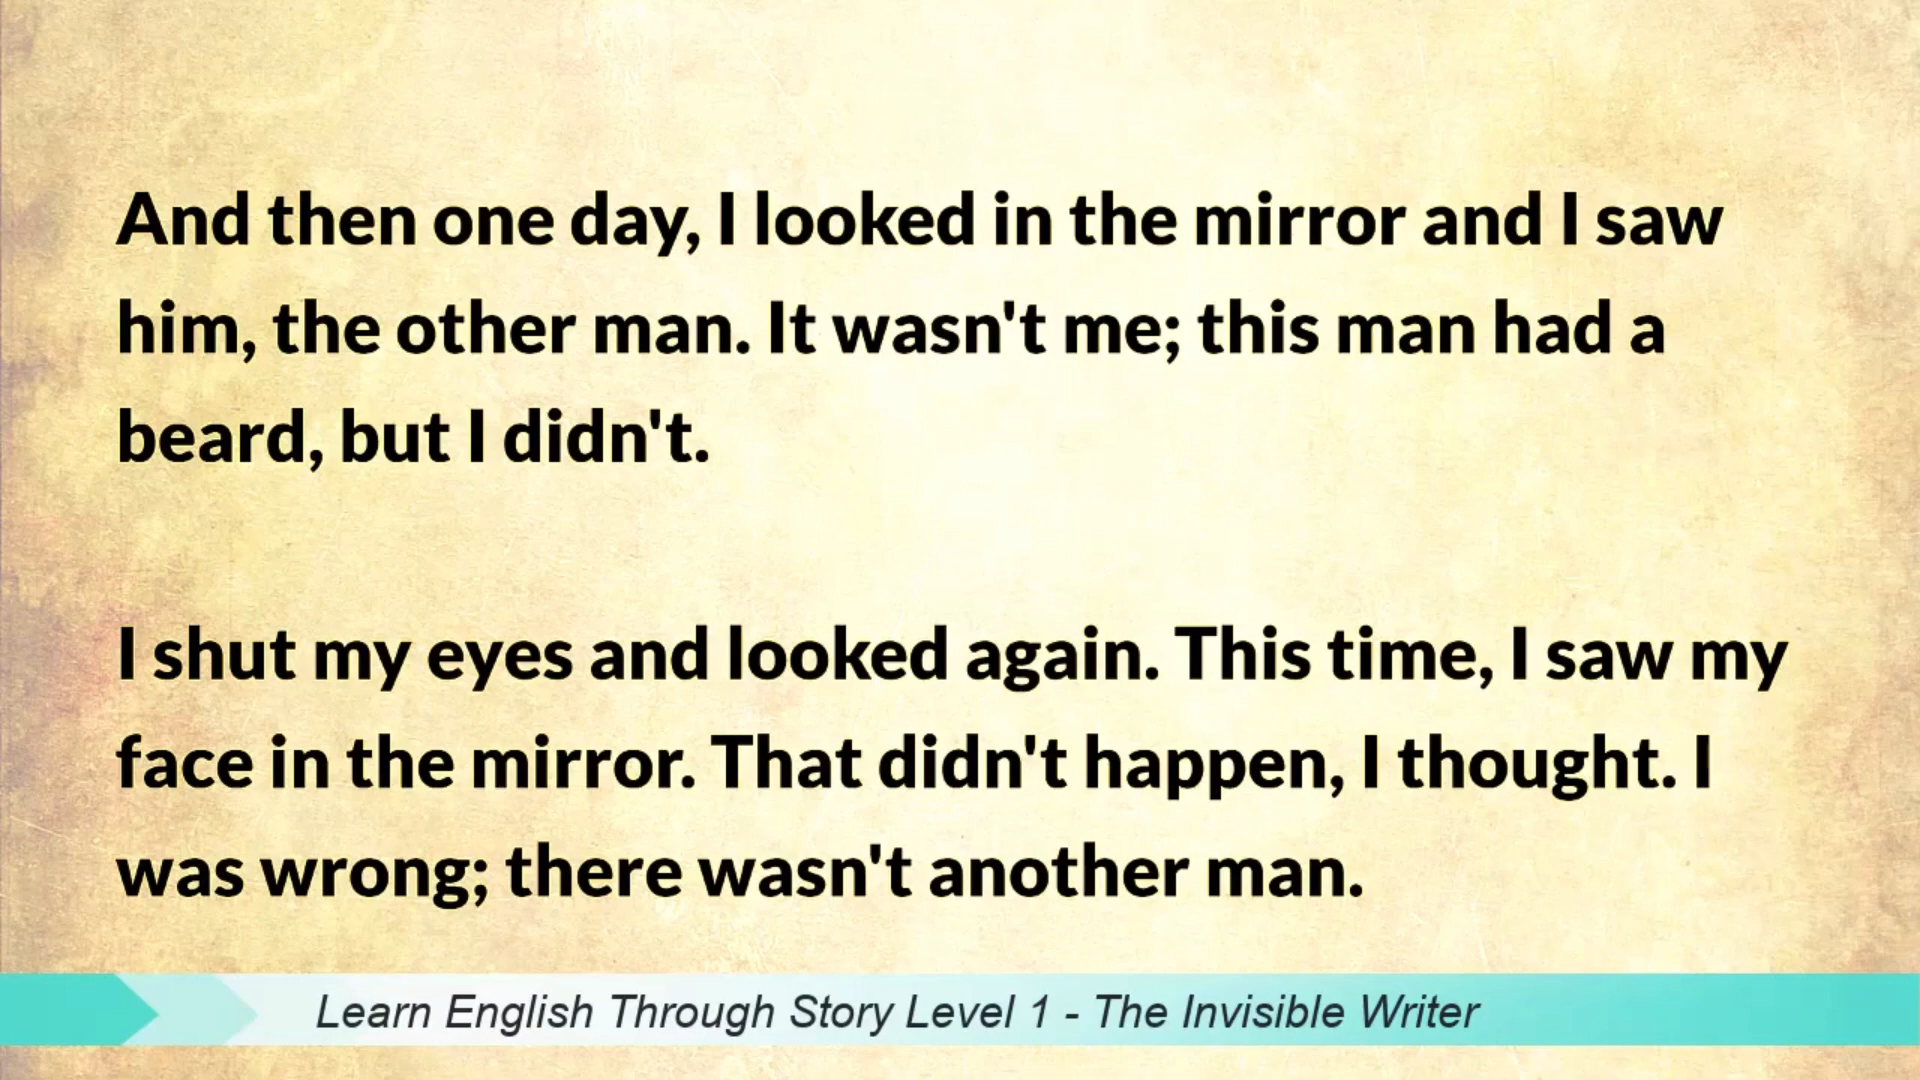 And then one day, I looked in the mirror and I saw
him, the other man. It wasn't me; this man had a
beard, but I didn't.
I shut my eyes and looked again. This time, I saw my
face in the mirror. That didn't happen, I thought. I
was wrong; there wasn't another man.
Learn English Through Story Level 1 - The Invisible Writer